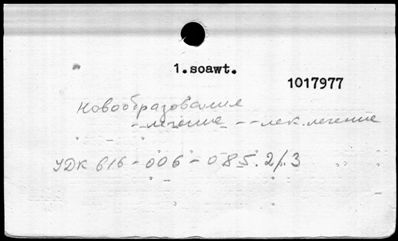 1.soawt.
1017977
Новообразования
--лечение --лек.лечение
УДК 616-006-085.2/.3